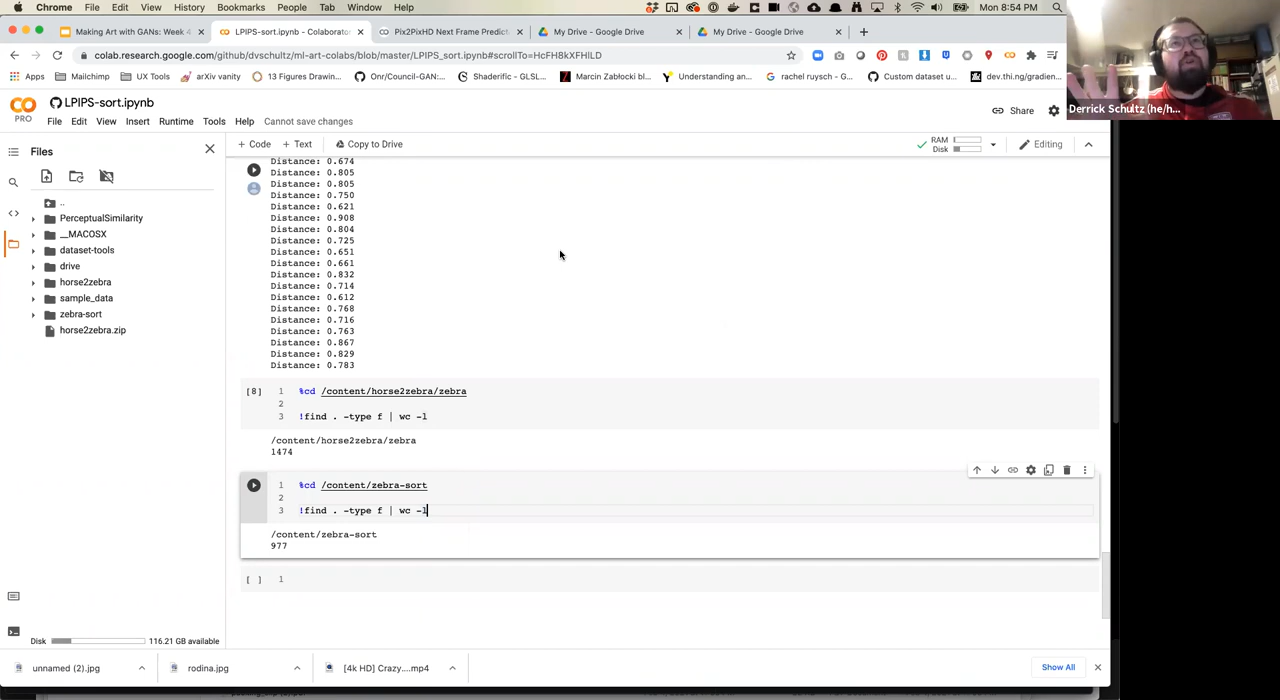 Chrome File Edit View History Bookmarks People Tab Window Help Mon 8:54 PM
Making Art with GANs: Week 4 LPIPS-sort.ipynb - Collaborator Pix2PixHD Next Frame Predict My Drive - Google Drive My Drive - Google Drive
colab.research.google.com/github/dvschultz/ml-art-colabs/blob/master/LPIPS_sort.ipynb#scrollTo=HcFH8kXFHlLD
Apps Mailchimp UX Tools arXiv vanity 13 Figures Drawin... Onr/Council-GAN:... Shaderific - GLSL... Marcin Zabłocki blo... Understanding an... rachel ruysch - G... Custom dataset u... dev.thi.ng/gradien...
Derrick Schultz (he/h...
LPIPS-sort.ipynb
PRO
File Edit View Insert Runtime Tools Help Cannot save changes
Share
Files
+ Code + Text Copy to Drive
RAM
Disk
Editing
..
PerceptualSimilarity
__MACOSX
dataset-tools
drive
horse2zebra
sample_data
zebra-sort
horse2zebra.zip
Disk 116.21 GB available
Distance: 0.674
Distance: 0.805
Distance: 0.805
Distance: 0.750
Distance: 0.621
Distance: 0.908
Distance: 0.804
Distance: 0.725
Distance: 0.651
Distance: 0.661
Distance: 0.832
Distance: 0.714
Distance: 0.612
Distance: 0.768
Distance: 0.716
Distance: 0.763
Distance: 0.867
Distance: 0.829
Distance: 0.783
[8] 1 %cd /content/horse2zebra/zebra
2
3 !find . -type f | wc -l
/content/horse2zebra/zebra
1474
1 %cd /content/zebra-sort
2
3 !find . -type f | wc -l
/content/zebra-sort
977
[ ] 1
unnamed (2).jpg rodina.jpg [4k HD] Crazy....mp4 Show All